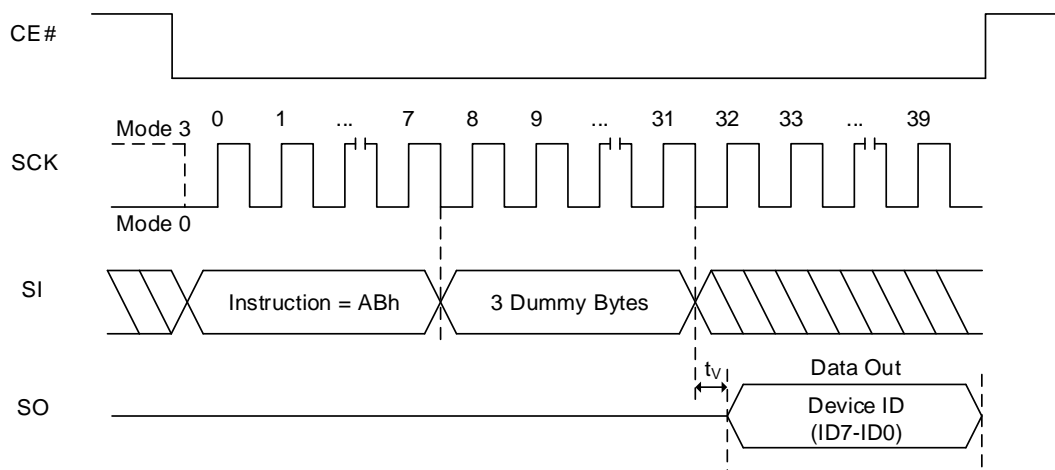 CE#
0 1 ... 7 8 9 ... 31 32 33 ... 39
Mode 3
SCK
Mode 0
SI
Instruction = ABh
3 Dummy Bytes
tV
Data Out
SO
Device ID
(ID7-ID0)